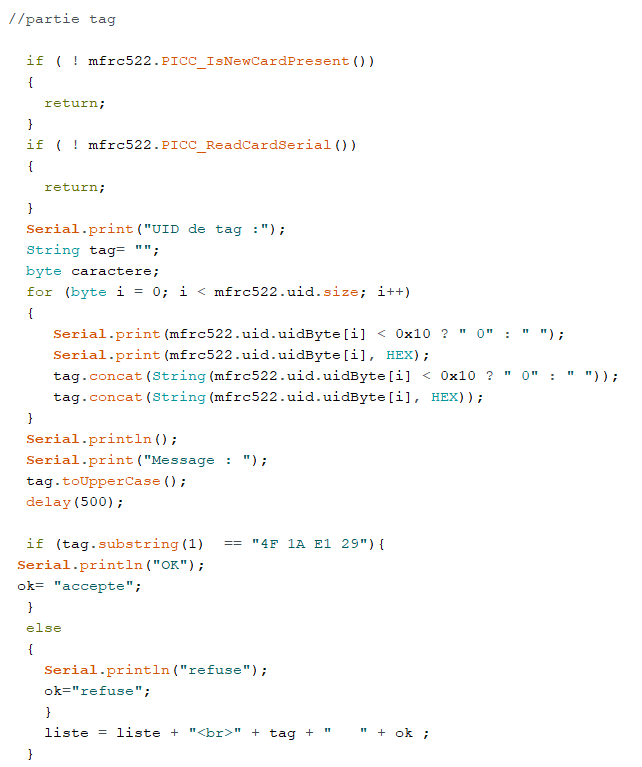 //partie tag
if ( ! mfrc522.PICC_IsNewCardPresent())
{
return;
}
if ( ! mfrc522.PICC_ReadCardSerial())
{
return;
}
Serial.print("UID de tag :");
String tag= "";
byte caractere;
for (byte i = 0; i < mfrc522.uid.size; i++)
{
Serial.print(mfrc522.uid.uidByte[i] < 0x10 ? " 0" : " ");
Serial.print(mfrc522.uid.uidByte[i], HEX);
tag.concat(String(mfrc522.uid.uidByte[i] < 0x10 ? " 0" : " "));
tag.concat(String(mfrc522.uid.uidByte[i], HEX));
}
Serial.println();
Serial.print("Message : ");
tag.toUpperCase();
delay(500);
if (tag.substring(1)  == "4F 1A E1 29"){
Serial.println("OK");
ok= "accepte";
}
else
{
Serial.println("refuse");
ok="refuse";
}
liste = liste + "<br>" + tag + "   " + ok ;
}